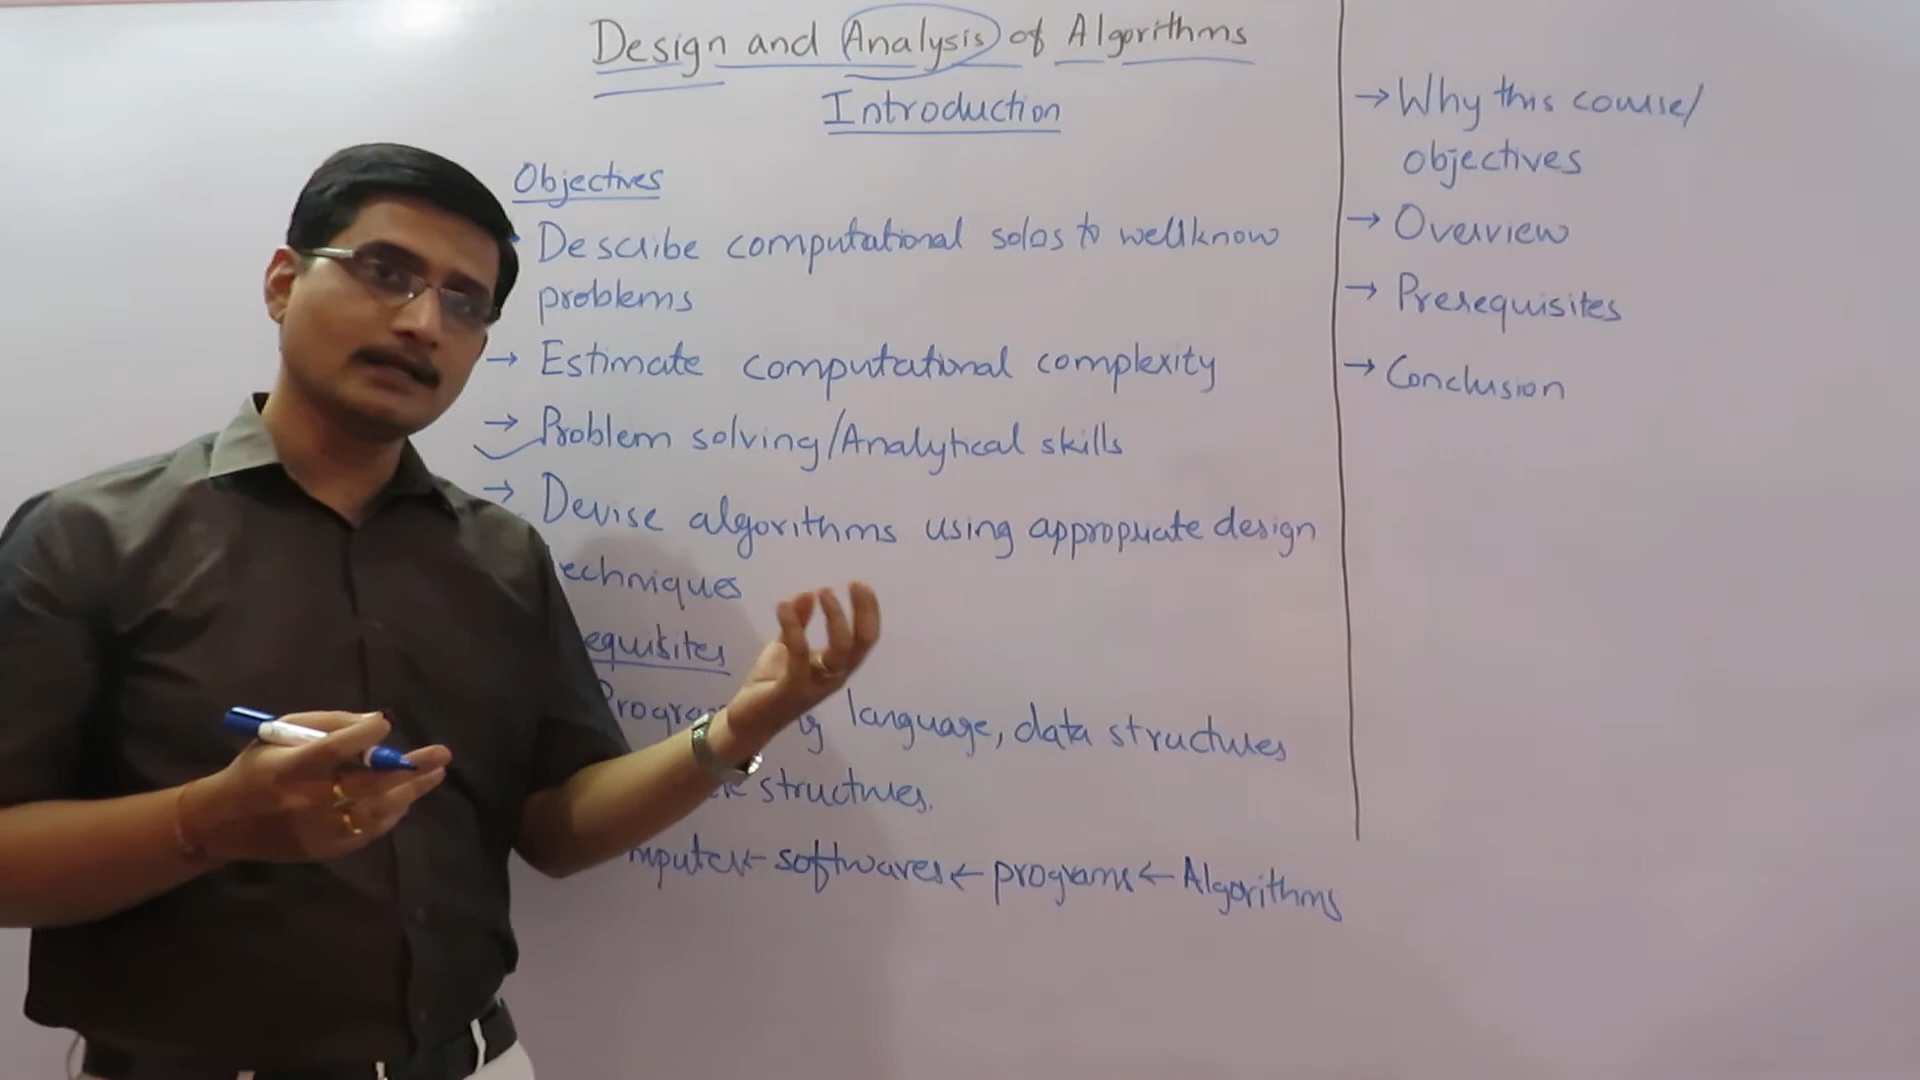 Design and Analysis of Algorithms
Introduction
Objectives
Describe computational solos to wellknow
problems
→ Estimate computational complexity
→ Problem solving/Analytical skills
→ Devise algorithms using appropriate design
echniques
equisites
language, data structures
structures.
mputer ← softwares ← programs ← Algorithms
→ Why this course/
objectives
→ Overview
→ Prerequisites
→ Conclusion